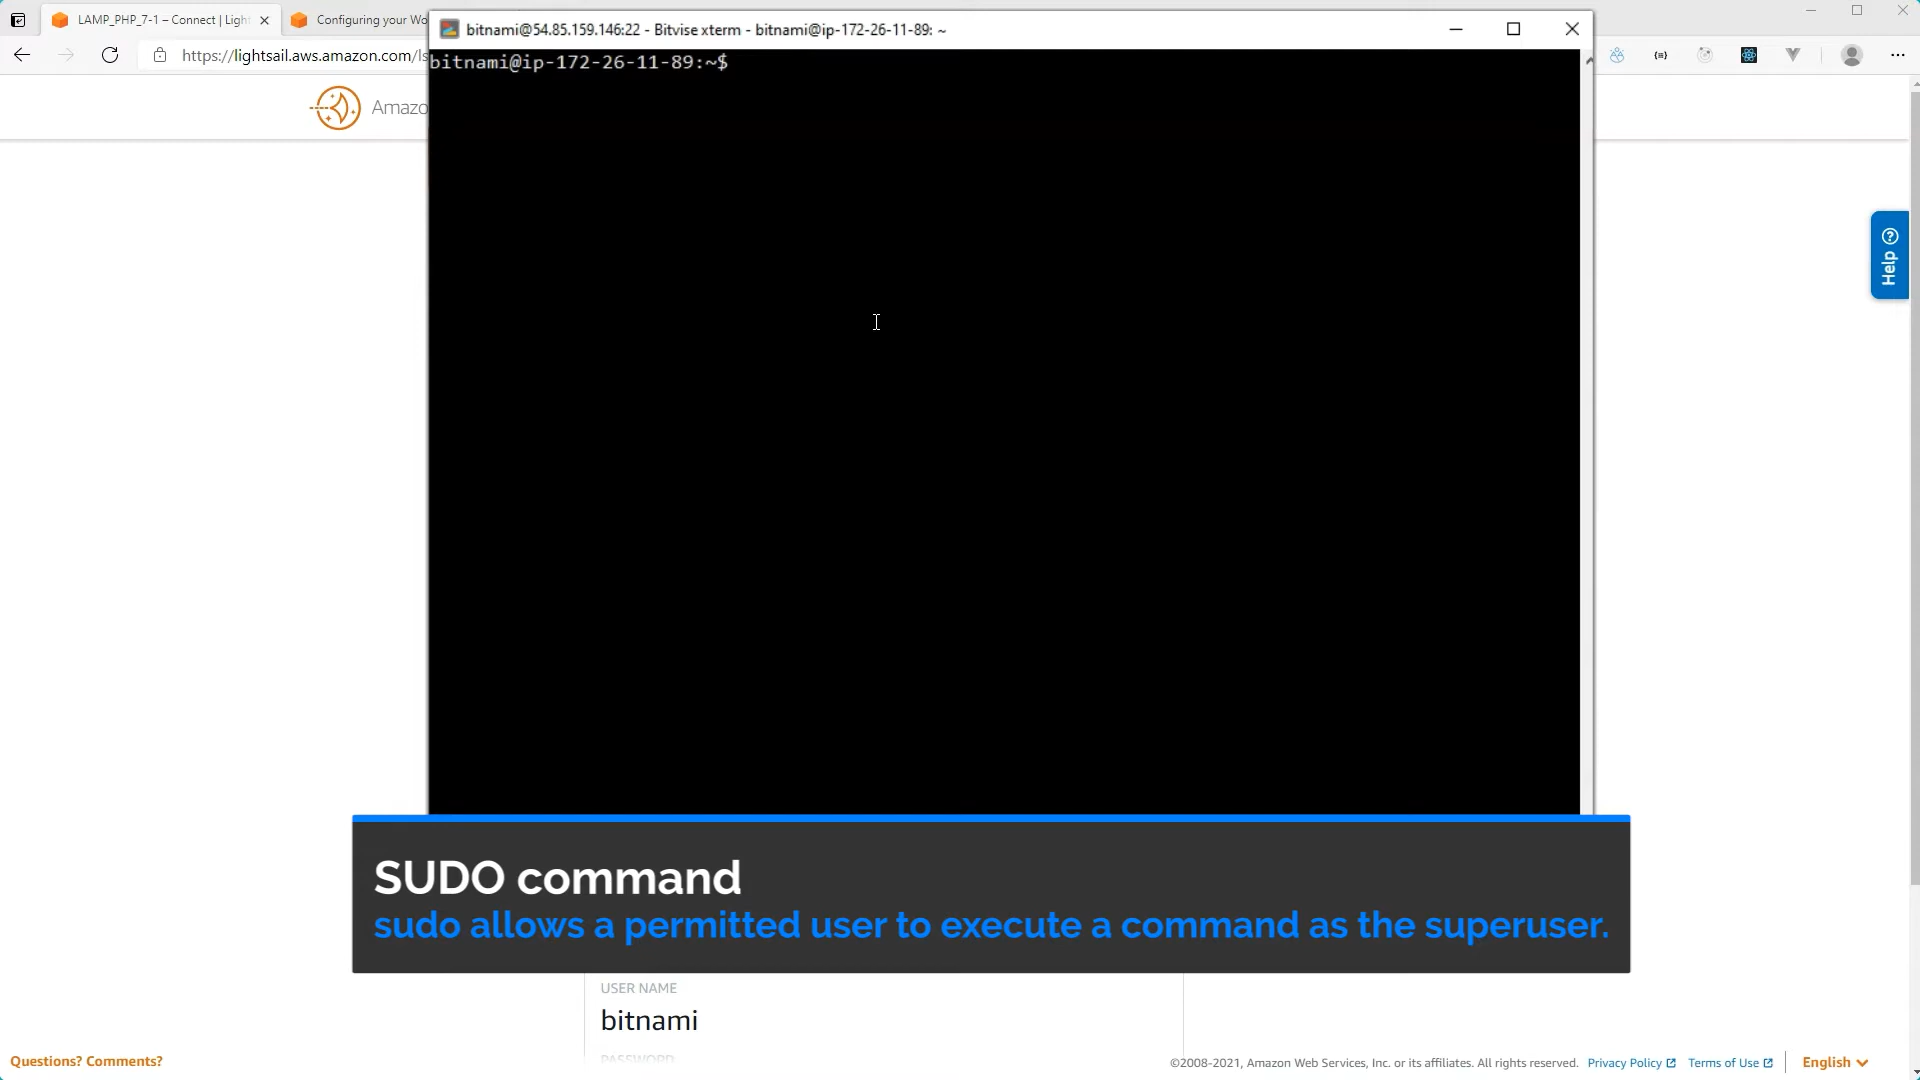 LAMP_PHP_7-1 – Connect | Ligh
Configuring your Wo
bitnami@54.85.159.146:22 - Bitvise xterm - bitnami@ip-172-26-11-89: ~
https://lightsail.aws.amazon.com/ls
bitnami@ip-172-26-11-89:~$
Amazo
Help
SUDO command
sudo allows a permitted user to execute a command as the superuser.
USER NAME
bitnami
PASSWORD
Questions? Comments?
©2008-2021, Amazon Web Services, Inc. or its affiliates. All rights reserved.
Privacy Policy
Terms of Use
English